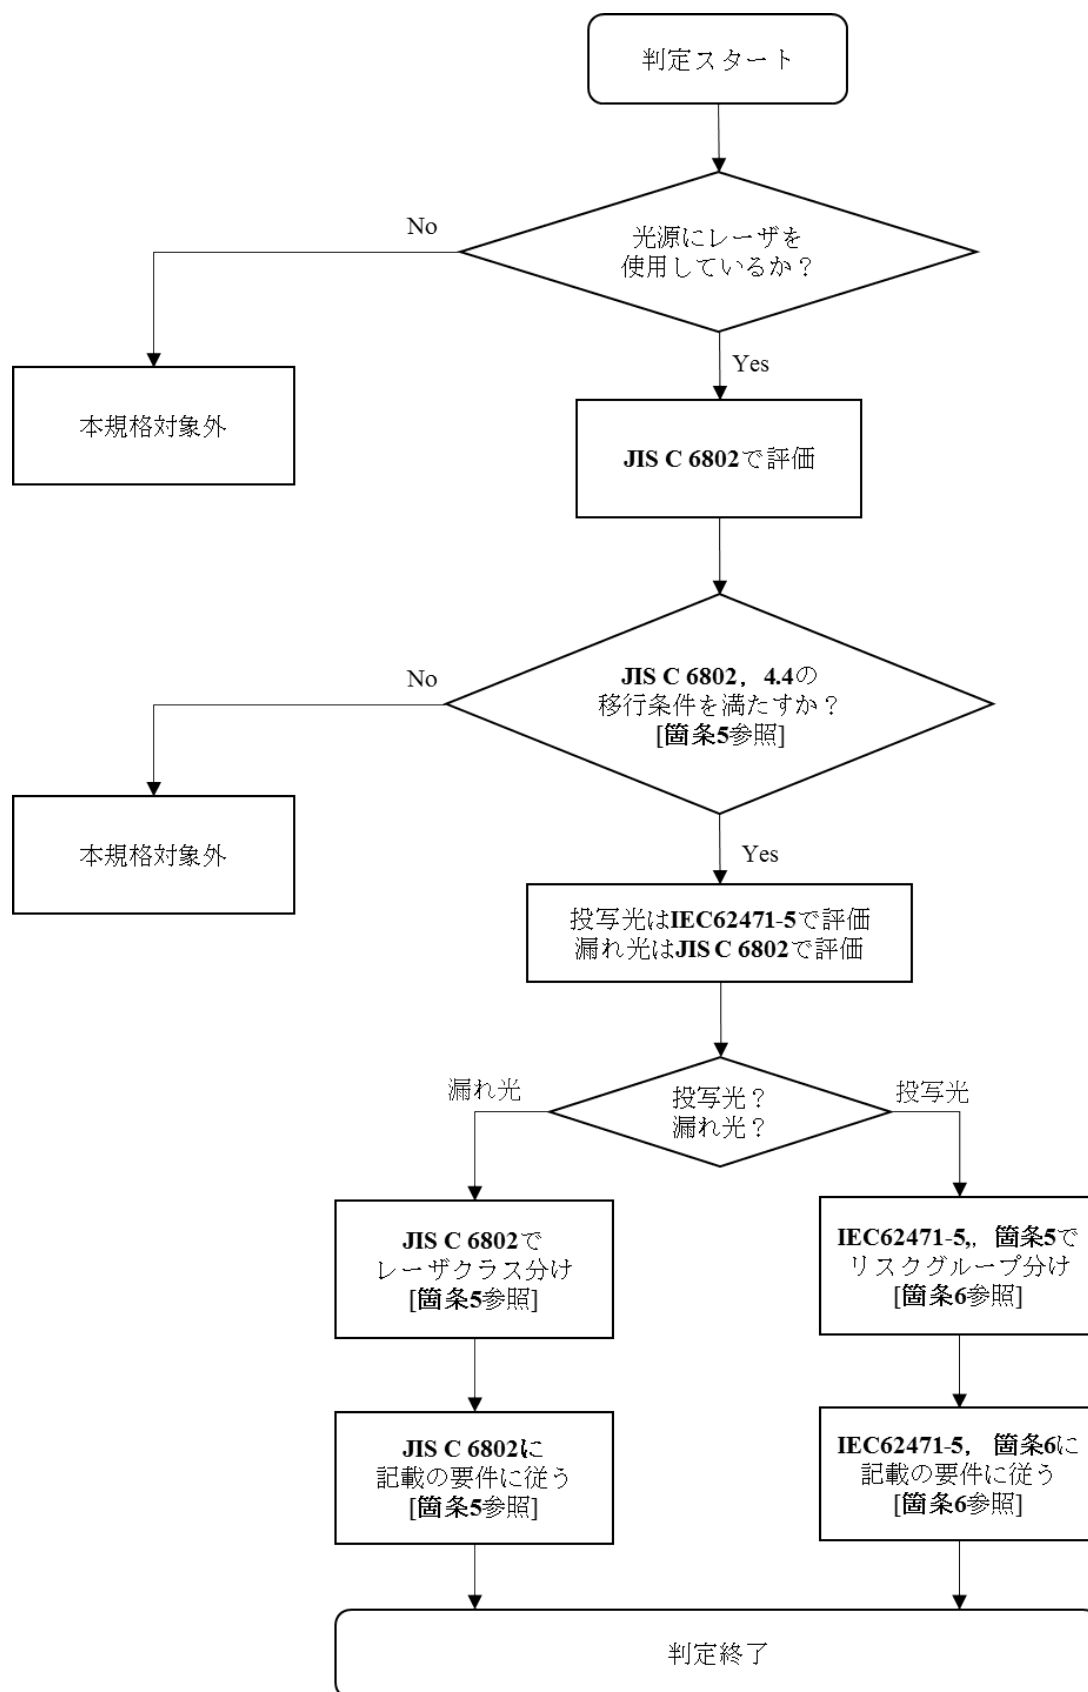 判定スタート
No
光源にレーザを
使用しているか？
Yes
本規格対象外
JIS C 6802で評価
No
JIS C 6802，4.4の
移行条件を満たすか？
[箇条5参照]
本規格対象外
Yes
投写光はIEC62471-5で評価
漏れ光はJIS C 6802で評価
漏れ光
投写光？
漏れ光？
投写光
JIS C 6802で
レーザクラス分け
[箇条5参照]
IEC62471-5,，箇条5で
リスクグループ分け
[箇条6参照]
JIS C 6802に
記載の要件に従う
[箇条5参照]
IEC62471-5，箇条6に
記載の要件に従う
[箇条6参照]
判定終了